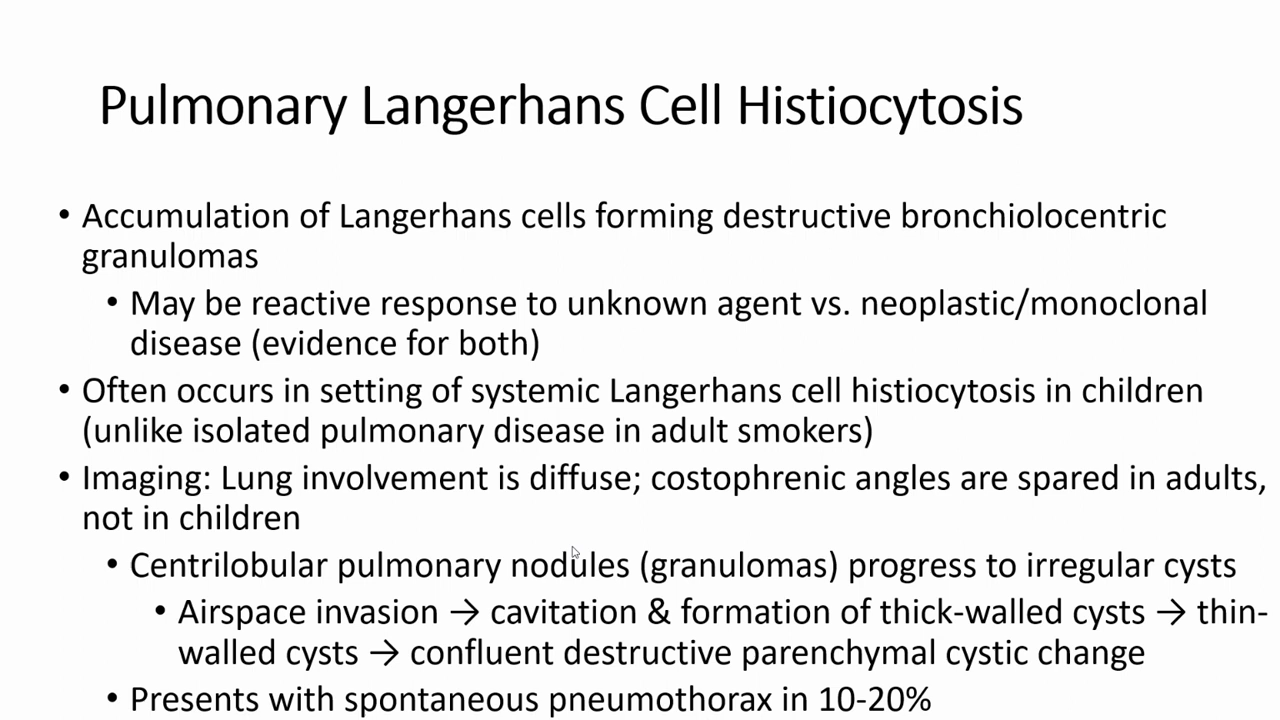 Pulmonary Langerhans Cell Histiocytosis
• Accumulation of Langerhans cells forming destructive bronchiolocentric
granulomas
• May be reactive response to unknown agent vs. neoplastic/monoclonal
disease (evidence for both)
• Often occurs in setting of systemic Langerhans cell histiocytosis in children
(unlike isolated pulmonary disease in adult smokers)
• Imaging: Lung involvement is diffuse; costophrenic angles are spared in adults,
not in children
• Centrilobular pulmonary nodules (granulomas) progress to irregular cysts
• Airspace invasion → cavitation & formation of thick-walled cysts → thin-
walled cysts → confluent destructive parenchymal cystic change
• Presents with spontaneous pneumothorax in 10-20%